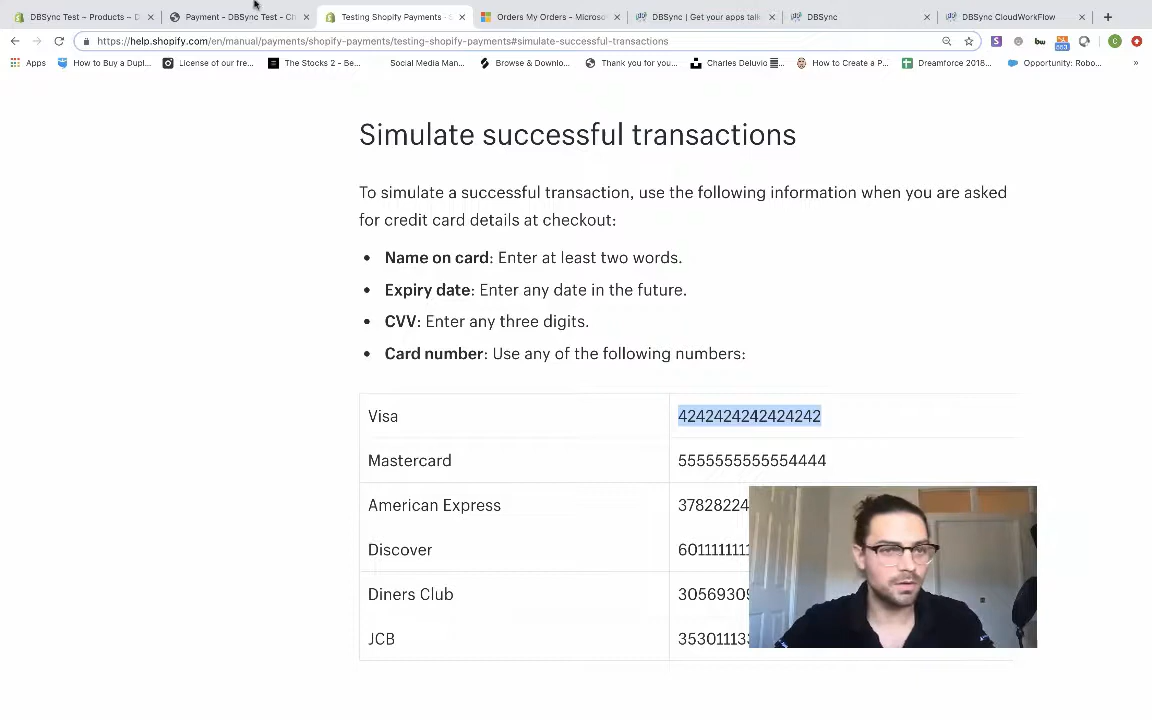 DBSync Test ~ Products ~ D
Payment - DBSync Test - Ch
Testing Shopify Payments · S
Orders My Orders - Microso
DBSync | Get your apps talk
DBSync
DBSync CloudWorkFlow
https://help.shopify.com/en/manual/payments/shopify-payments/testing-shopify-payments#simulate-successful-transactions
Apps
How to Buy a Dupl...
License of our fre...
The Stocks 2 - Be...
Social Media Man...
Browse & Downlo...
Thank you for you...
Charles Deluvio
How to Create a P...
Dreamforce 2018...
Opportunity: Robo...
Simulate successful transactions
To simulate a successful transaction, use the following information when you are asked
for credit card details at checkout:
• Name on card: Enter at least two words.
• Expiry date: Enter any date in the future.
• CVV: Enter any three digits.
• Card number: Use any of the following numbers:
Visa 4242424242424242
Mastercard 5555555555554444
American Express 37828224
Discover 601111111
Diners Club 3056930
JCB 35301113